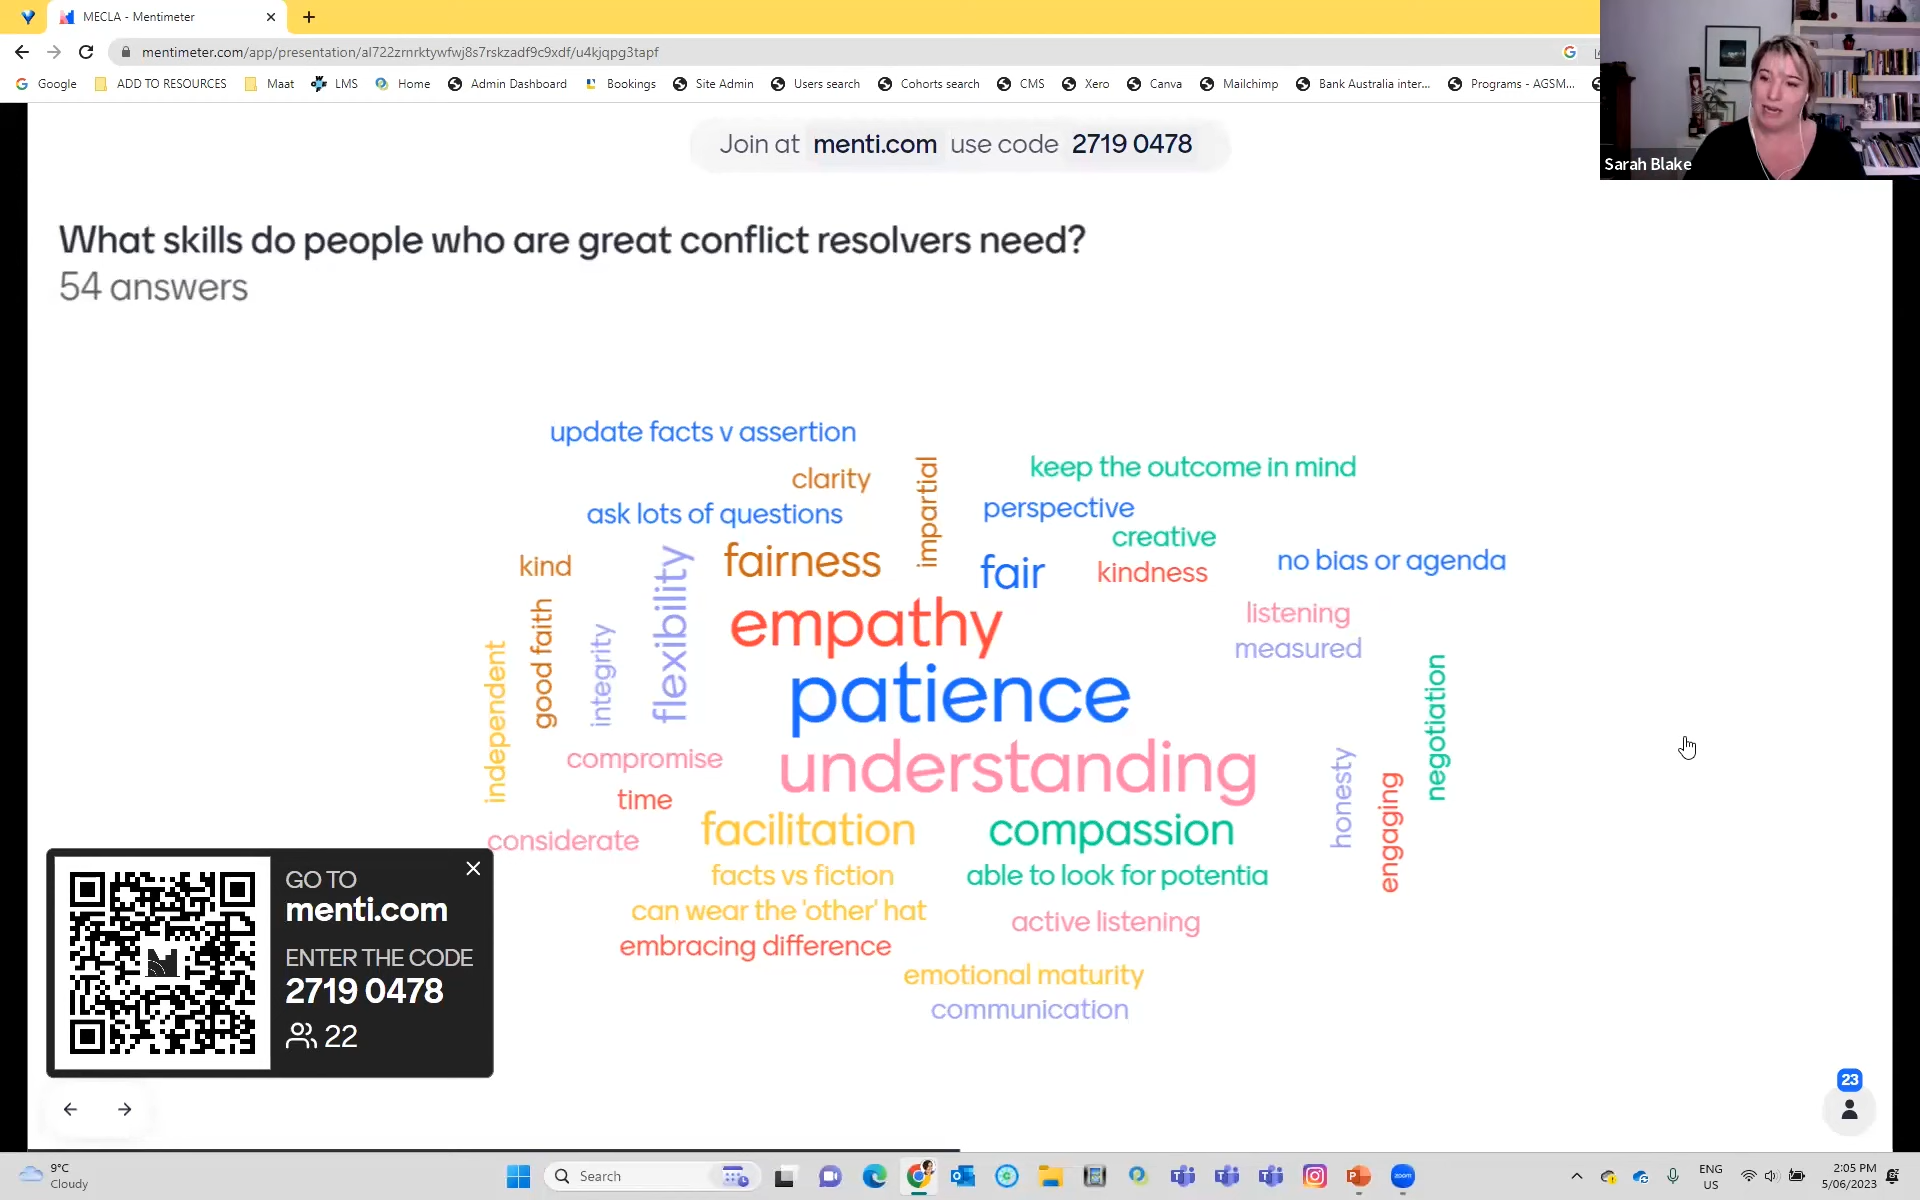 MECLA - Mentimeter
mentimeter.com/app/presentation/al722zrnrktywfwj8s7rskzadf9c9xdf/u4kjqpg3tapf
Google ADD TO RESOURCES Maat LMS Home Admin Dashboard Bookings Site Admin Users search Cohorts search CMS Xero Canva Mailchimp Bank Australia inter... Programs - AGSM...
Sarah Blake
Join at menti.com use code 2719 0478
What skills do people who are great conflict resolvers need?
54 answers
update facts v assertion
keep the outcome in mind
clarity
impartial
perspective
ask lots of questions
creative
fairness
fair
kindness
no bias or agenda
kind
flexibility
good faith
integrity
independent
empathy
listening
measured
patience
negotiation
compromise
understanding
time
honesty
engaging
considerate
facilitation
compassion
facts vs fiction
able to look for potentia
can wear the 'other' hat
active listening
embracing difference
emotional maturity
communication
GO TO
menti.com
ENTER THE CODE
2719 0478
22
23
9°C
Cloudy
Search
zoom
ENG
US
2:05 PM
5/06/2023